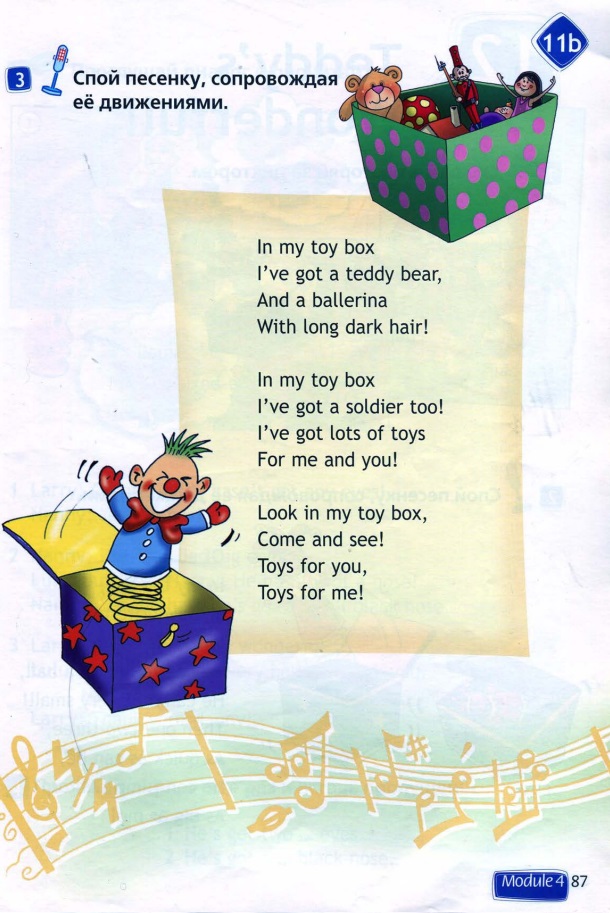 11b
3
Спой песенку, сопровождая
её движениями.
In my toy box
I've got a teddy bear,
And a ballerina
With long dark hair!
In my toy box
I've got a soldier too!
I've got lots of toys
For me and you!
Look in my toy box,
Come and see!
Toys for you,
Toys for me!
Module 4 87